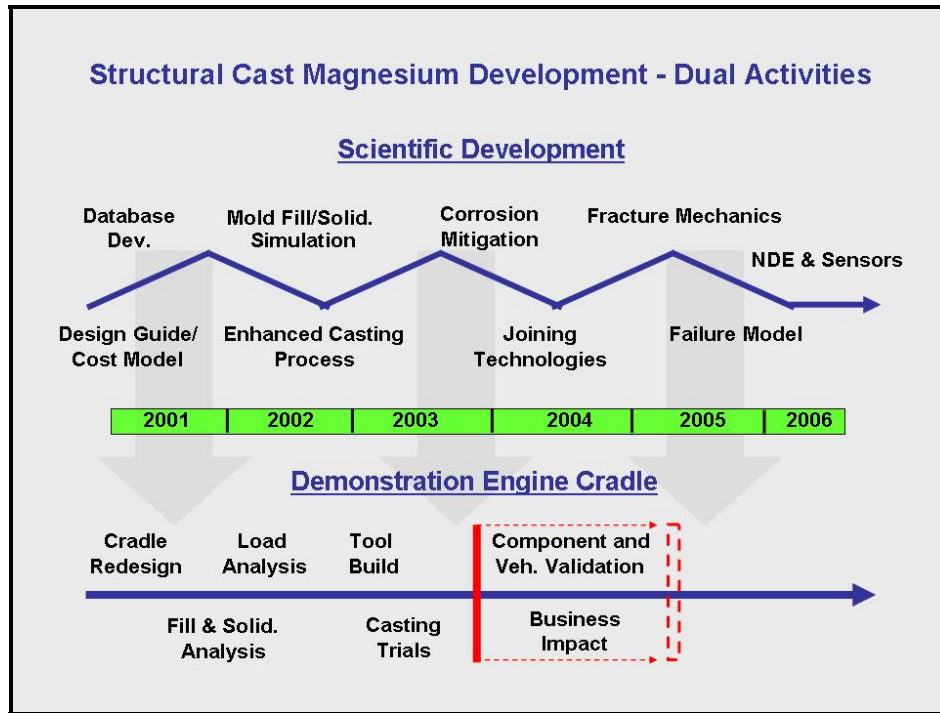 Structural Cast Magnesium Development - Dual Activities
Scientific Development
Database
Dev.
Mold Fill/Solid.
Simulation
Corrosion
Mitigation
Fracture Mechanics
NDE & Sensors
Design Guide/
Cost Model
Enhanced Casting
Process
Joining
Technologies
Failure Model
2001
2002
2003
2004
2005
2006
Demonstration Engine Cradle
Cradle
Redesign
Load
Analysis
Tool
Build
Component and
Veh. Validation
Fill & Solid.
Analysis
Casting
Trials
Business
Impact